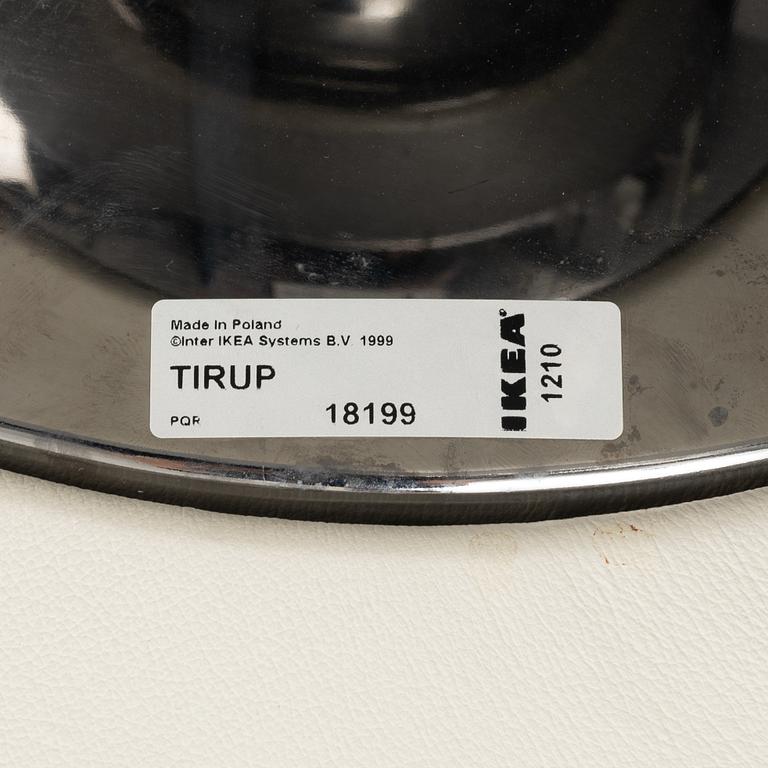 Made in Poland
©Inter IKEA Systems B.V. 1999
TIRUP
PQR
18199
IKEA®
1210